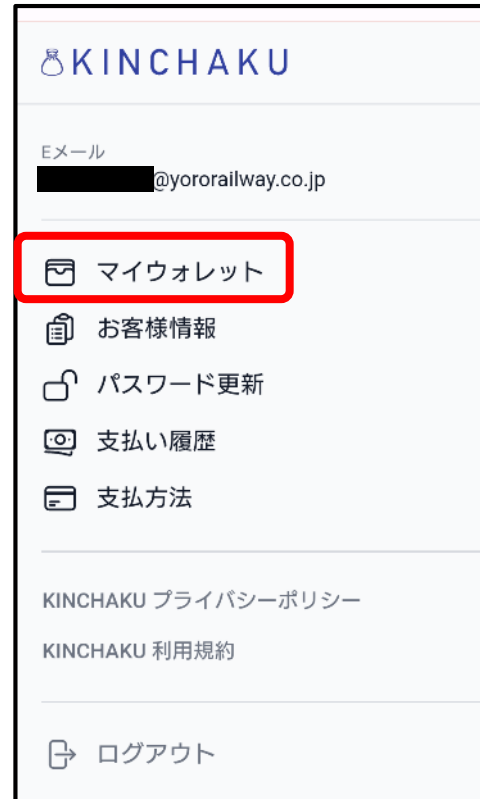 KINCHAKU
Eメール
@yororailway.co.jp
マイウォレット
お客様情報
パスワード更新
支払い履歴
支払方法
KINCHAKU プライバシーポリシー
KINCHAKU 利用規約
ログアウト